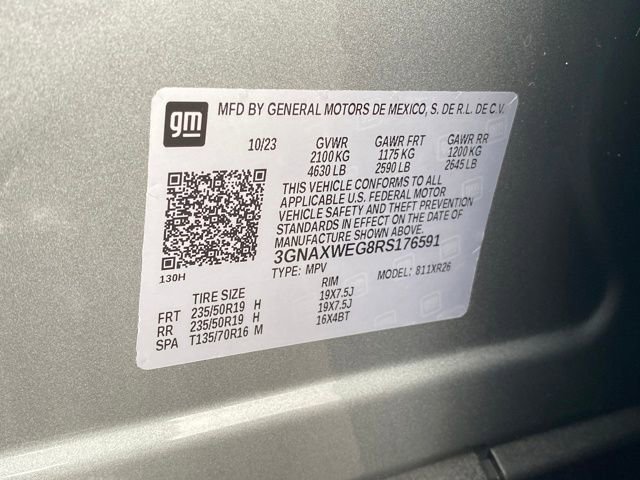 gm
MFD BY GENERAL MOTORS DE MEXICO, S. DE R.L. DE C.V.
10/23 GVWR GAWR FRT GAWR RR
2100 KG 1175 KG 1200 KG
4630 LB 2590 LB 2645 LB
THIS VEHICLE CONFORMS TO ALL
APPLICABLE U.S. FEDERAL MOTOR
VEHICLE SAFETY AND THEFT PREVENTION
STANDARDS IN EFFECT ON THE DATE OF
MANUFACTURE SHOWN ABOVE.
3GNAXWEG8RS176591
130H
TYPE: MPV MODEL: 811XR26
TIRE SIZE RIM
FRT 235/50R19 H 19X7.5J
RR 235/50R19 H 19X7.5J
SPA T135/70R16 M 16X4BT